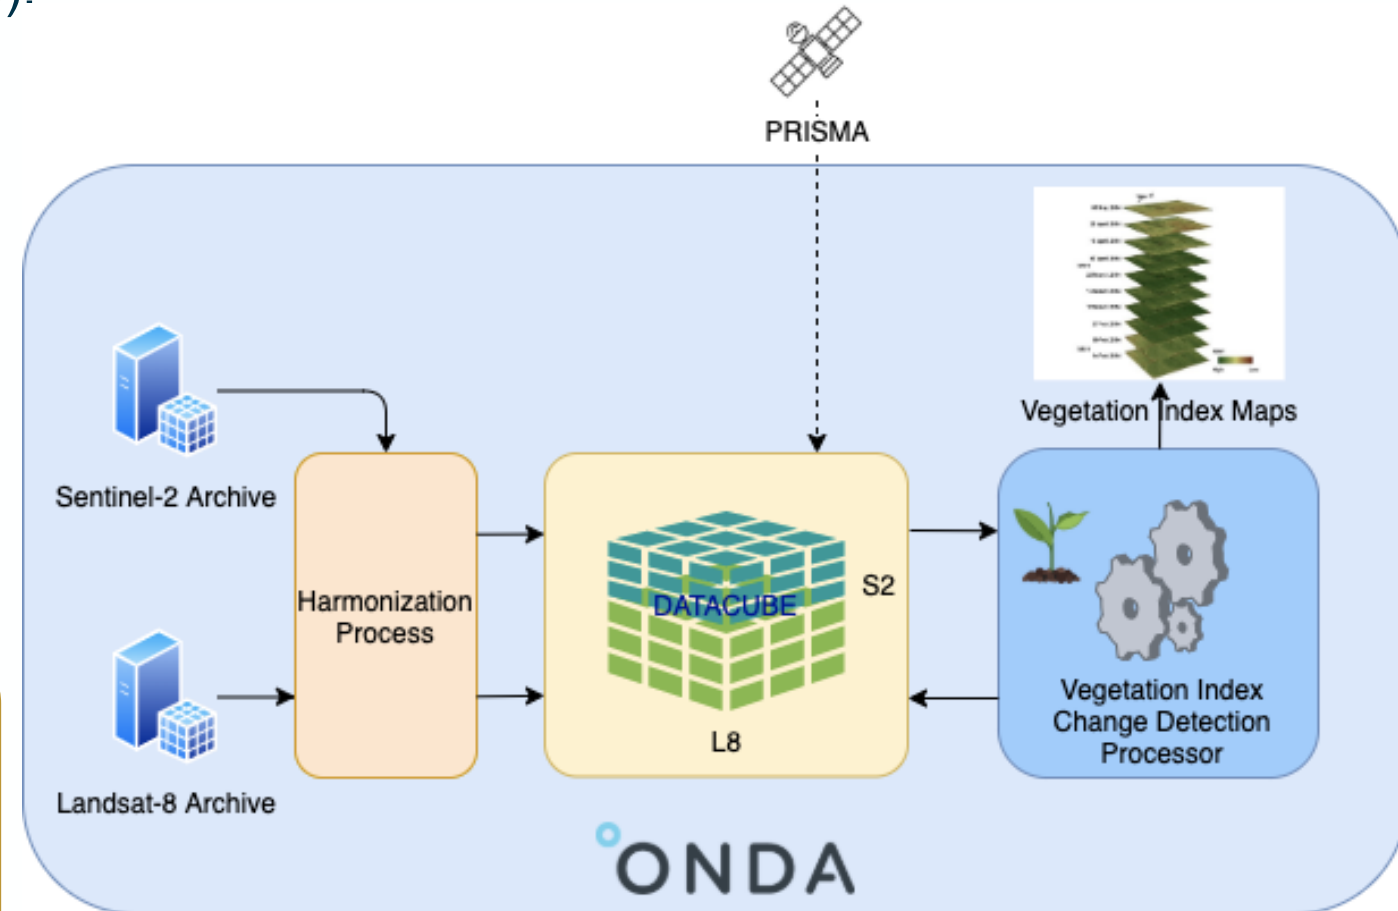 ).
PRISMA
Vegetation Index Maps
Sentinel-2 Archive
Harmonization
Process
DATACUBE
S2
L8
Vegetation Index
Change Detection
Processor
Landsat-8 Archive
ONDA